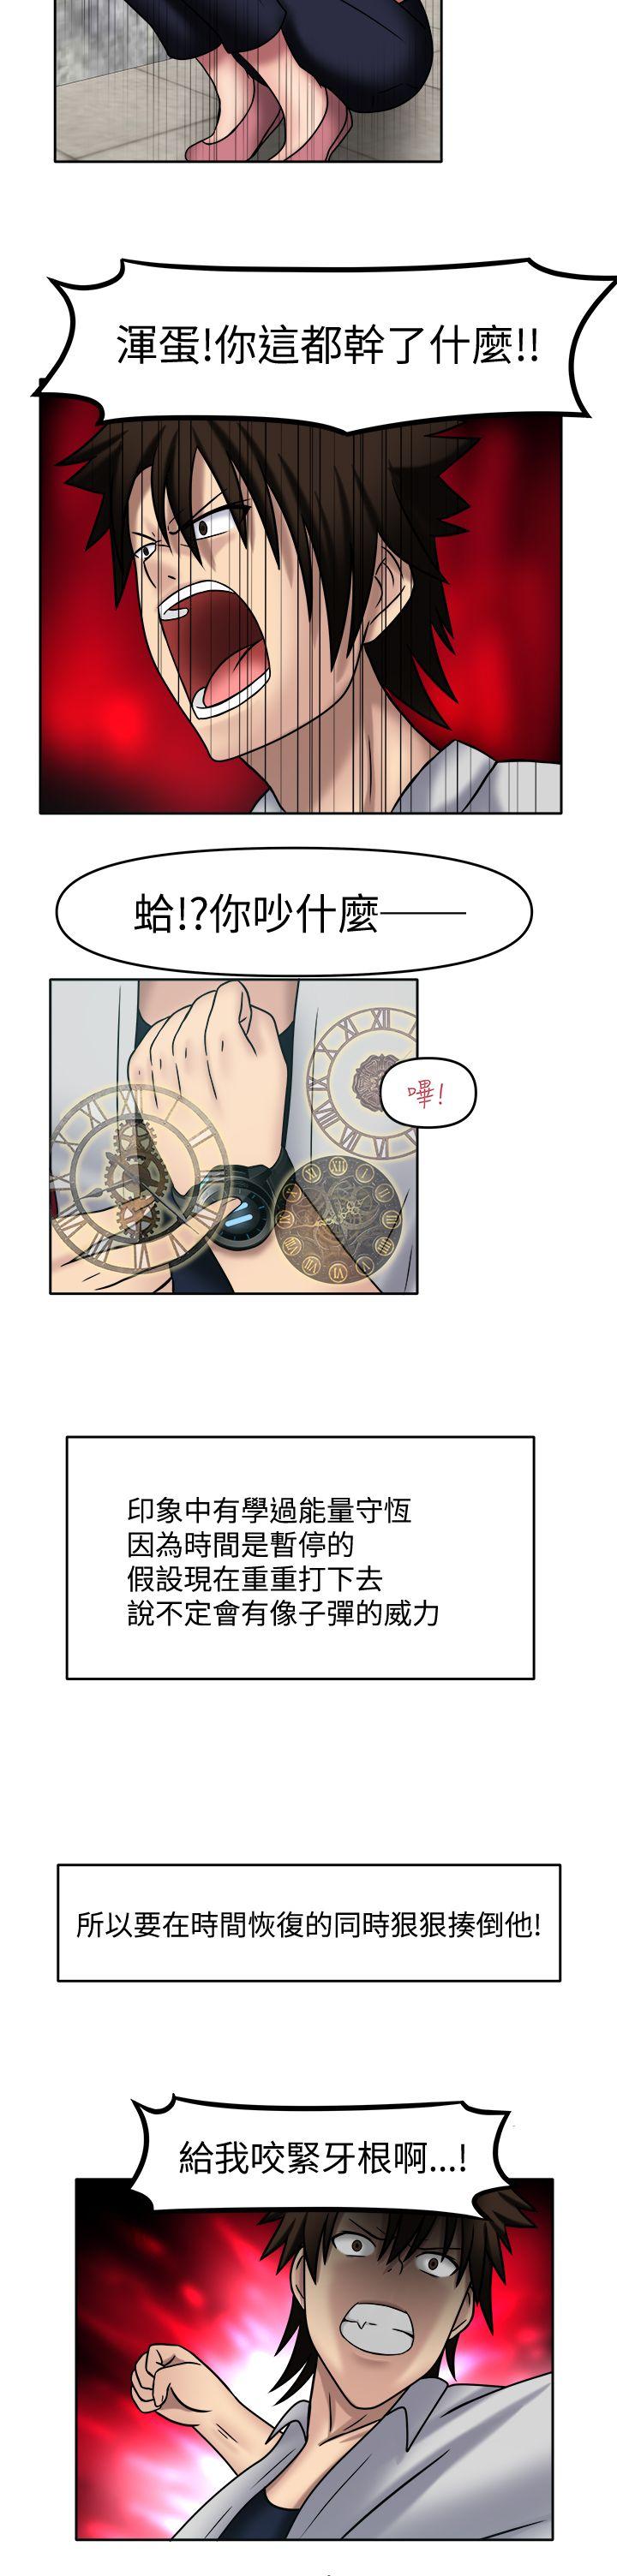 渾蛋!你這都幹了什麼!!
蛤!?你吵什麼——
嗶!
印象中有學過能量守恆
因為時間是暫停的
假設現在重重打下去
說不定會有像子彈的威力
所以要在時間恢復的同時狠狠揍倒他!
給我咬緊牙根啊...!